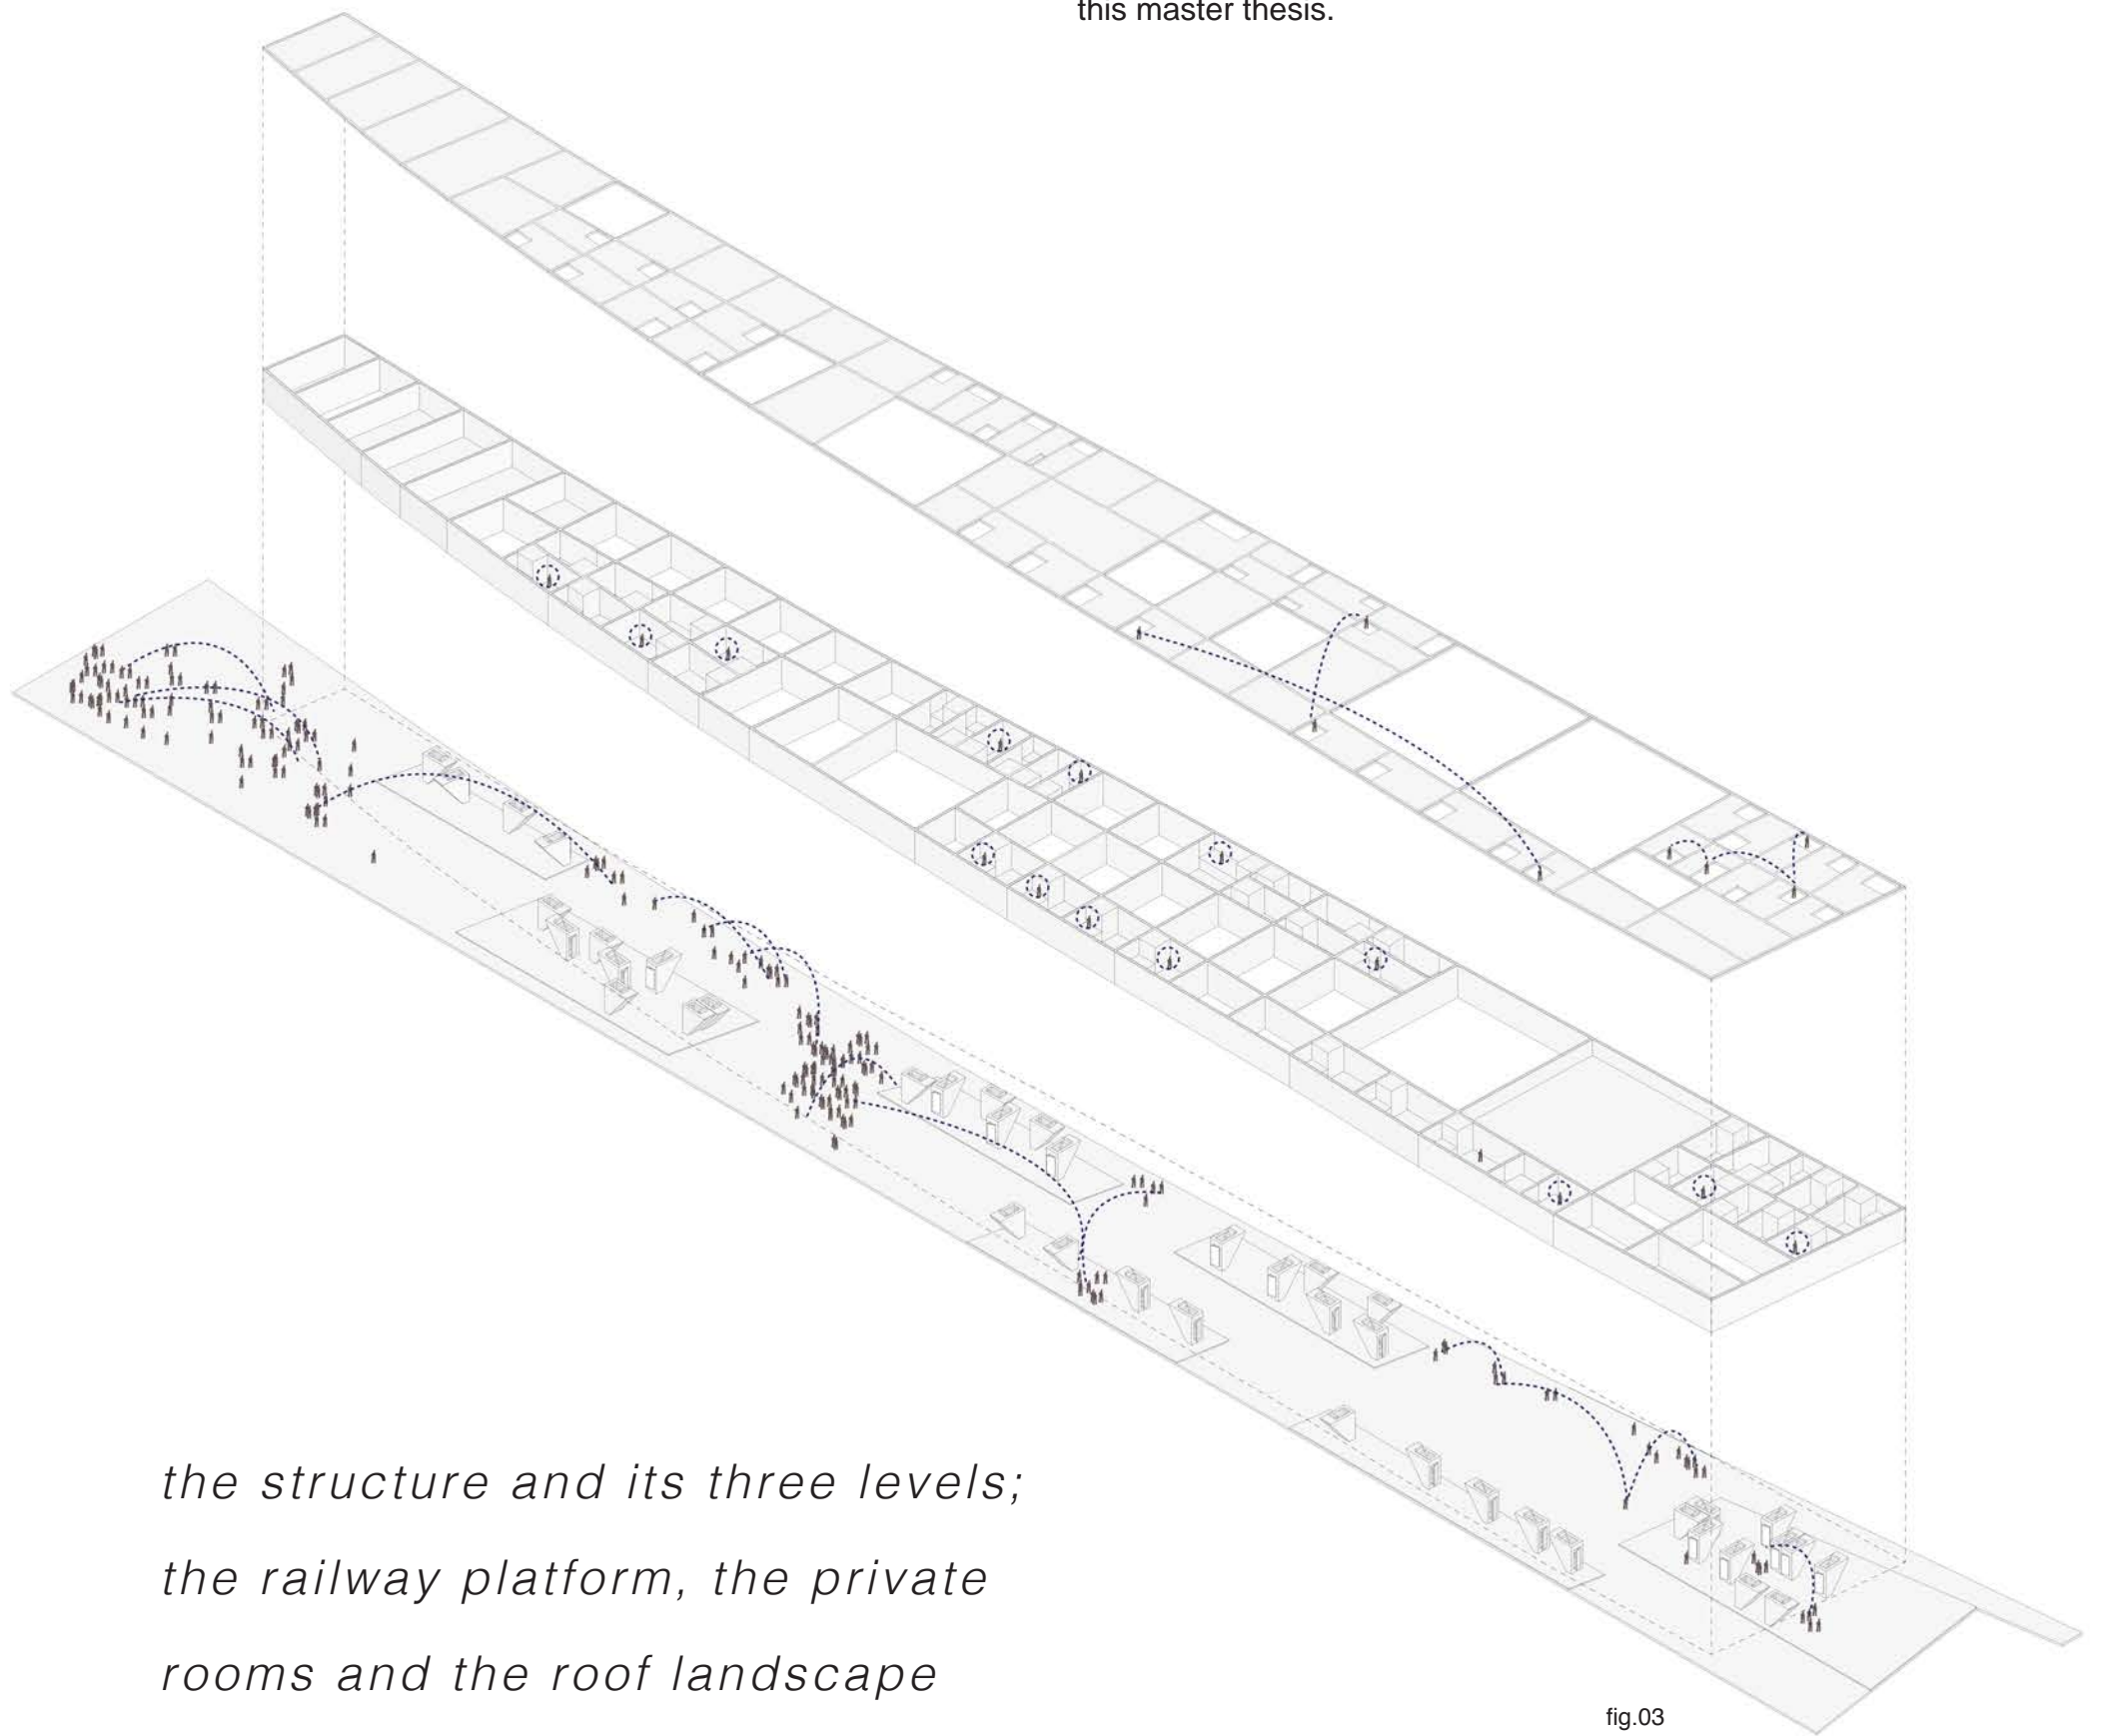 this master thesis.
the structure and its three levels;
the railway platform, the private
rooms and the roof landscape
fig.03